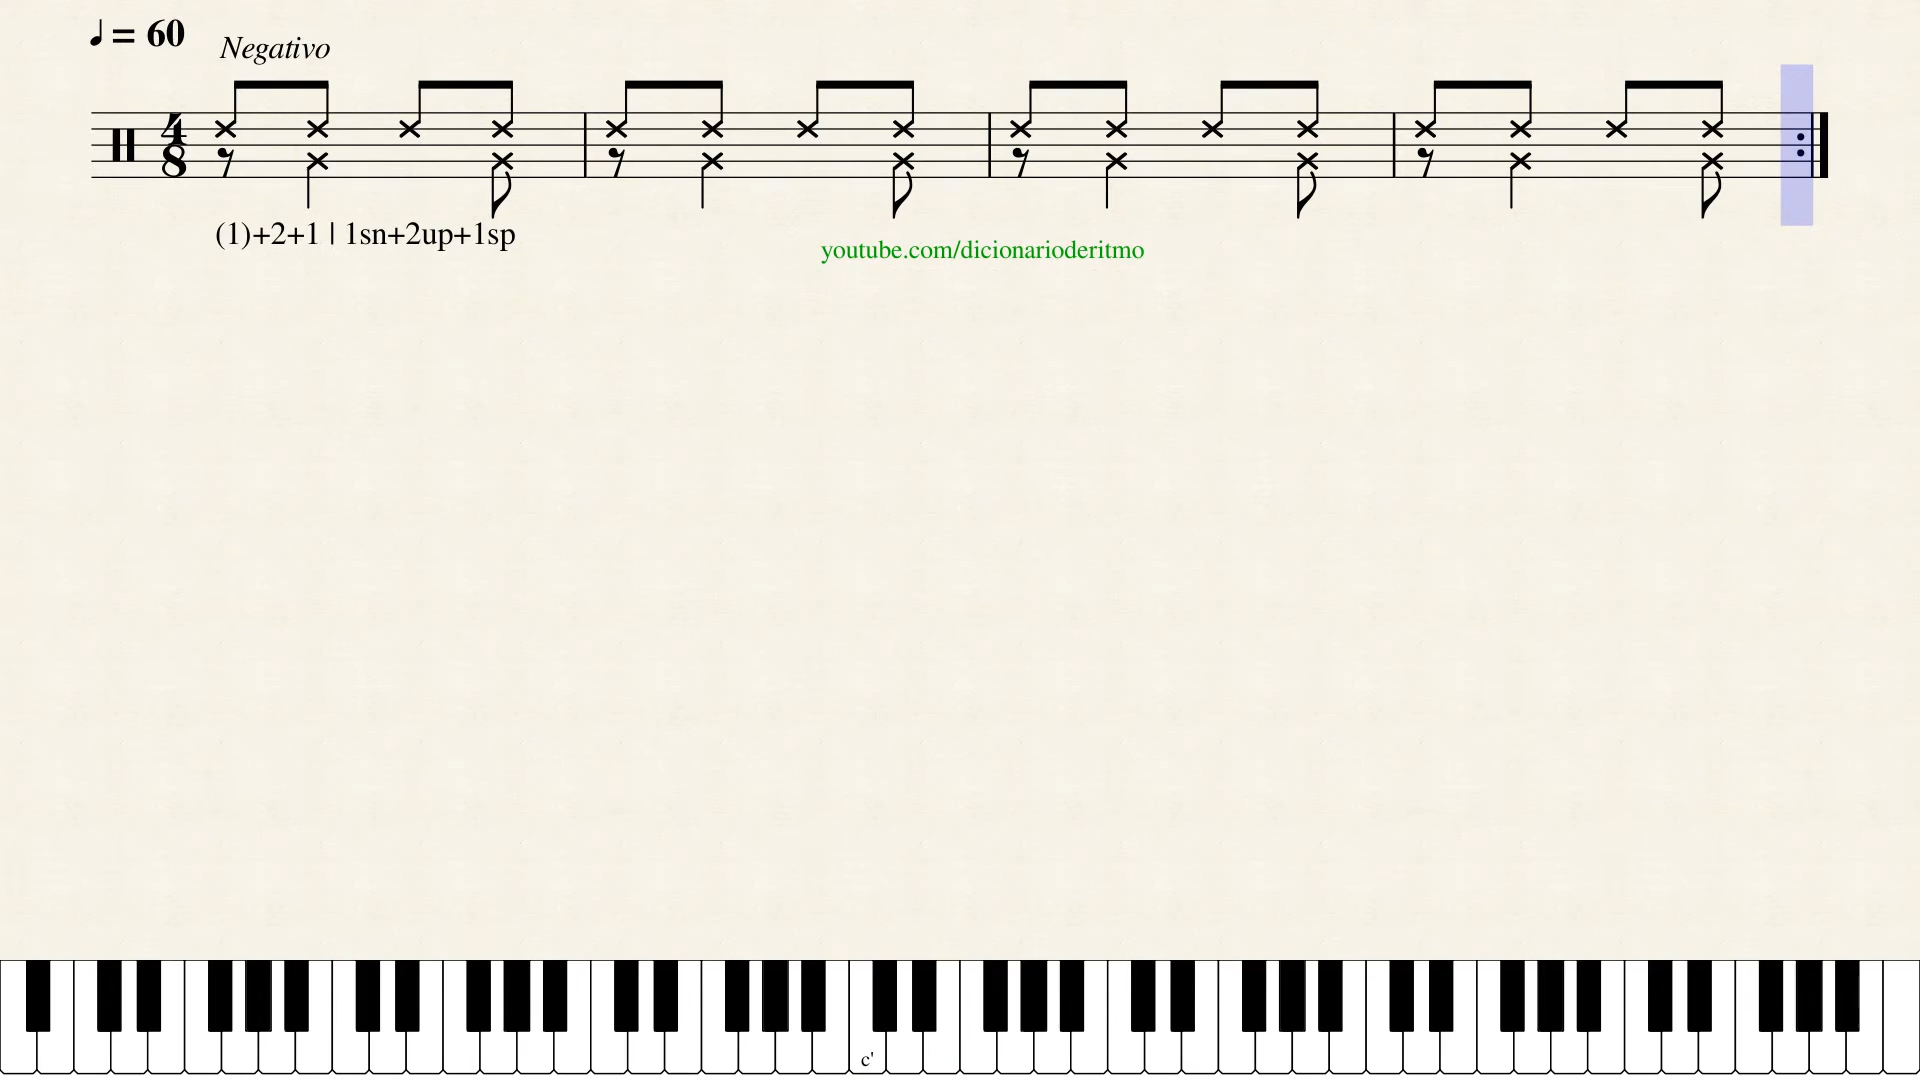 ♩ = 60
Negativo
4
8
(1)+2+1 | 1sn+2up+1sp
youtube.com/dicionarioderitmo
c'